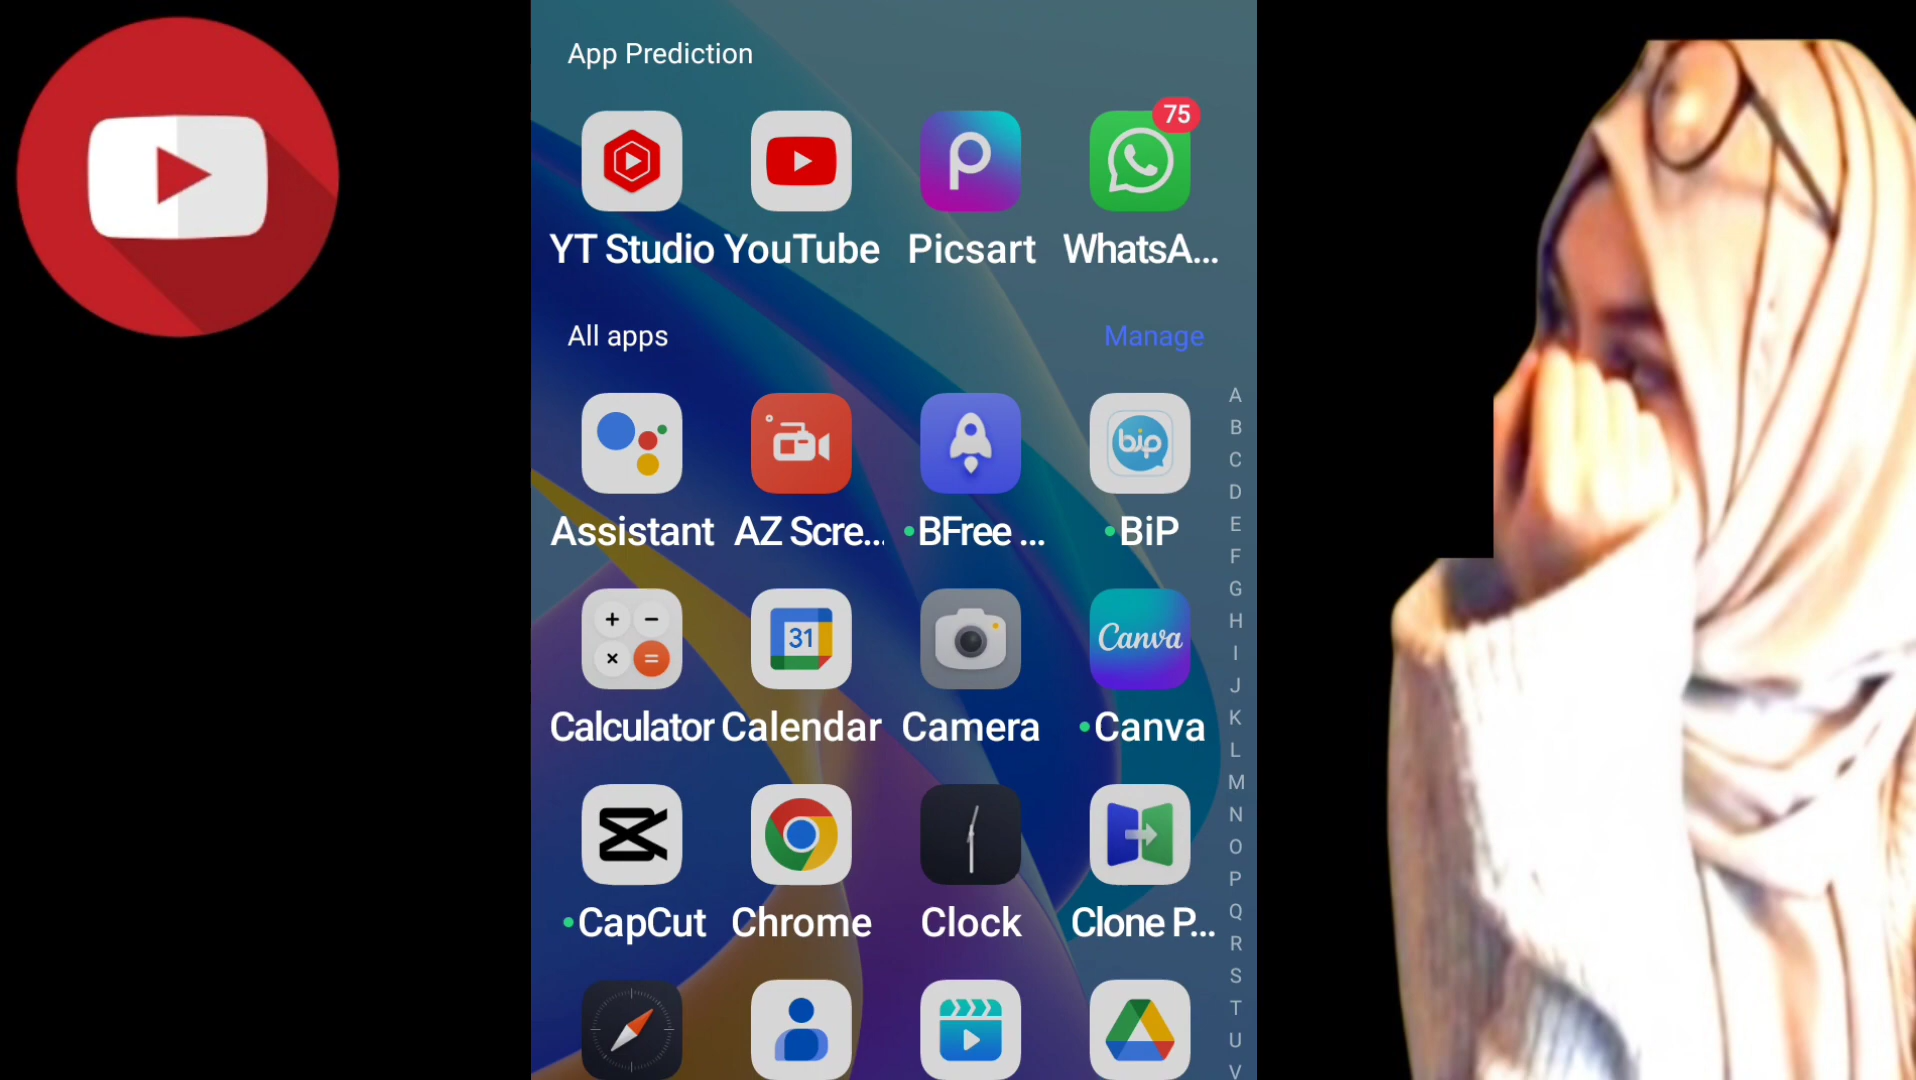 App Prediction
75
YT Studio YouTube Picsart WhatsA...
All apps Manage
bip
Assistant AZ Scre... BFree ... BiP
+ −
× =
31
Canva
Calculator Calendar Camera Canva
CapCut Chrome Clock Clone P...
A
B
C
D
E
F
G
H
I
J
K
L
M
N
O
P
Q
R
S
T
U
V